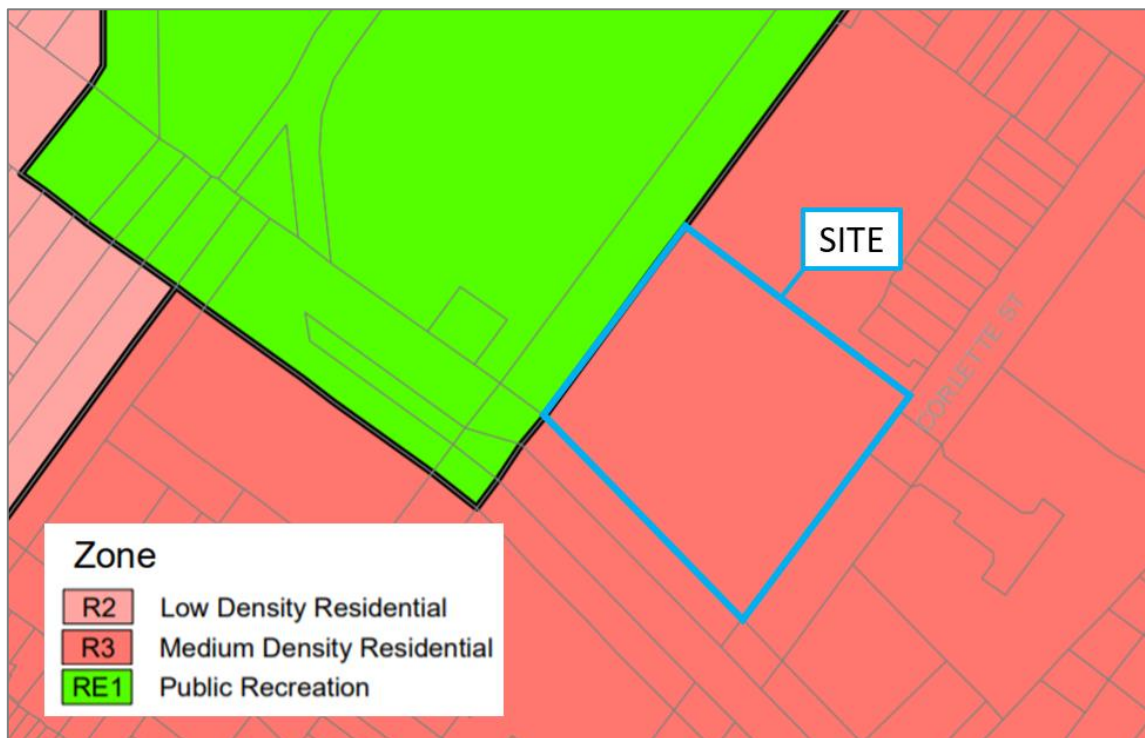 SITE
CORLETTE ST
Zone
R2 Low Density Residential
R3 Medium Density Residential
RE1 Public Recreation